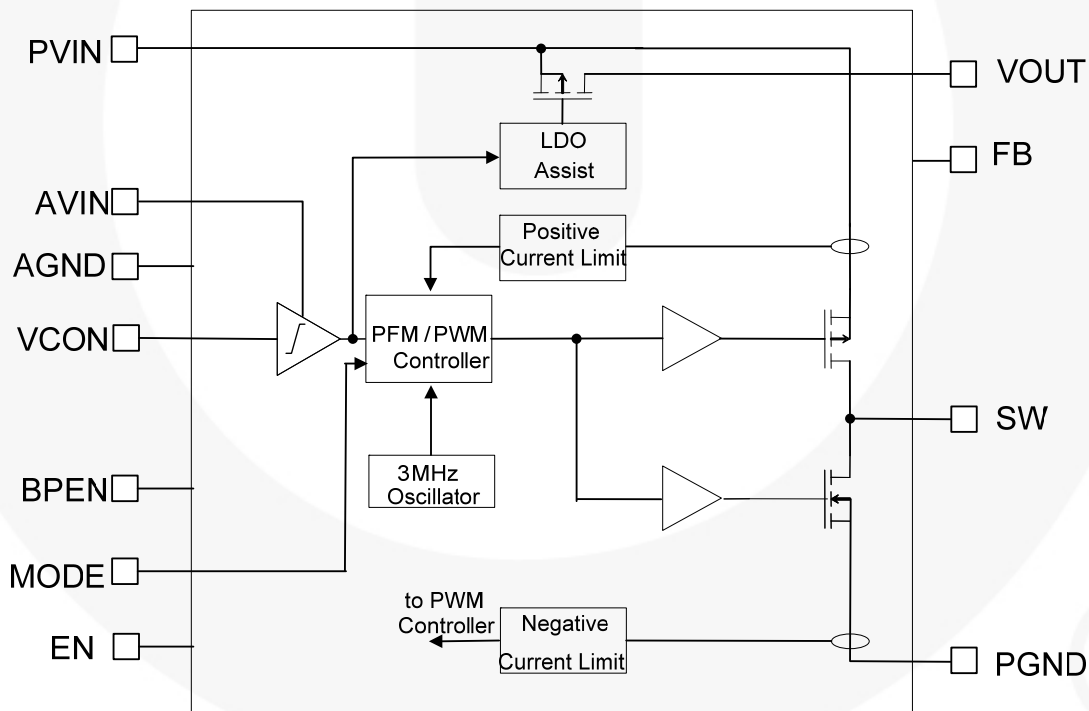 PVIN
VOUT
LDO
Assist
FB
AVIN
Positive
Current Limit
AGND
VCON
PFM / PWM
Controller
SW
3MHz
Oscillator
BPEN
MODE
to PWM
Controller
Negative
Current Limit
EN
PGND